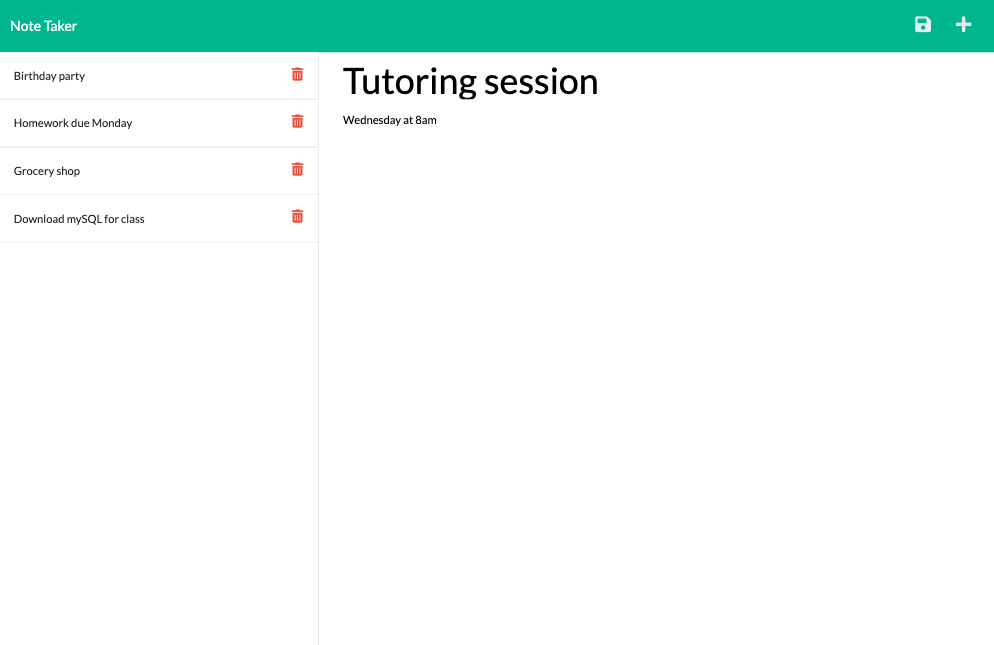 Note Taker
Birthday party
Homework due Monday
Grocery shop
Download mySQL for class
Tutoring session
Wednesday at 8am